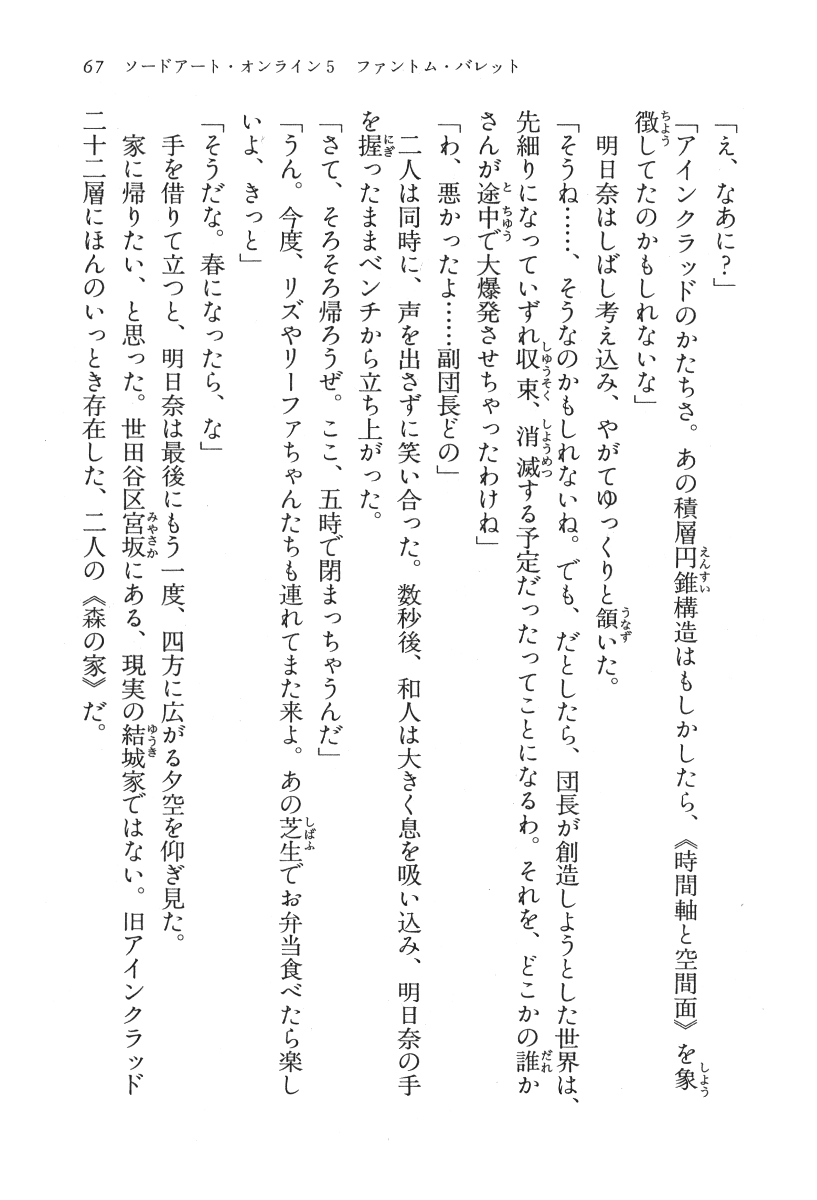 67　ソードアート・オンライン5　ファントム・バレット
「え、なあに？」
「アインクラッドのかたちさ。あの積層円錐構造はもしかしたら、《時間軸と空間面》を象
徴してたのかもしれないな」
　明日奈はしばし考え込み、やがてゆっくりと頷いた。
「そうね……、そうなのかもしれないね。でも、だとしたら、団長が創造しようとした世界は、
先細りになっていずれ収束、消滅する予定だったってことになるわ。それを、どこかの誰か
さんが途中で大爆発させちゃったわけね」
「わ、悪かったよ……副団長どの」
　二人は同時に、声を出さずに笑い合った。数秒後、和人は大きく息を吸い込み、明日奈の手
を握ったままベンチから立ち上がった。
「さて、そろそろ帰ろうぜ。ここ、五時で閉まっちゃうんだ」
「うん。今度、リズやリーファちゃんたちも連れてまた来よ。あの芝生でお弁当食べたら楽し
いよ、きっと」
「そうだな。春になったら、な」
　手を借りて立つと、明日奈は最後にもう一度、四方に広がる夕空を仰ぎ見た。
　家に帰りたい、と思った。世田谷区宮坂にある、現実の結城家ではない。旧アインクラッド
二十二層にほんのいっとき存在した、二人の《森の家》だ。